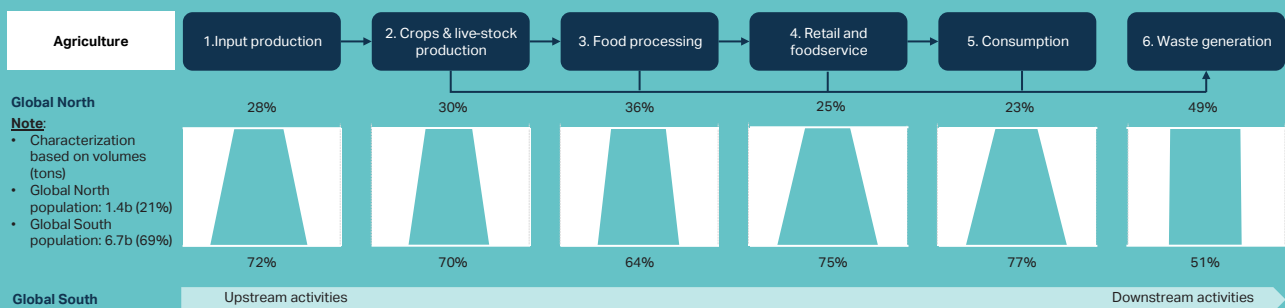 Agriculture
1.Input production
2. Crops & live-stock
production
3. Food processing
4. Retail and
foodservice
5. Consumption
6. Waste generation
Global North
28%
30%
36%
25%
23%
49%
Note:
• Characterization
based on volumes
(tons)
• Global North
population: 1.4b (21%)
• Global South
population: 6.7b (69%)
72%
70%
64%
75%
77%
51%
Global South
Upstream activities
Downstream activities